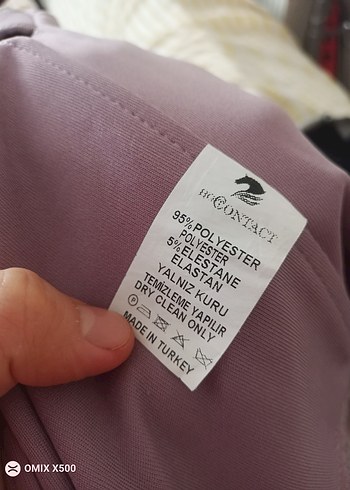 CONTACT
95% POLYESTER
POLYESTER
5% ELESTANE
ELASTAN
YALNIZ KURU
TEMİZLEME YAPILIR
DRY CLEAN ONLY
P
MADE IN TURKEY
OMIX X500